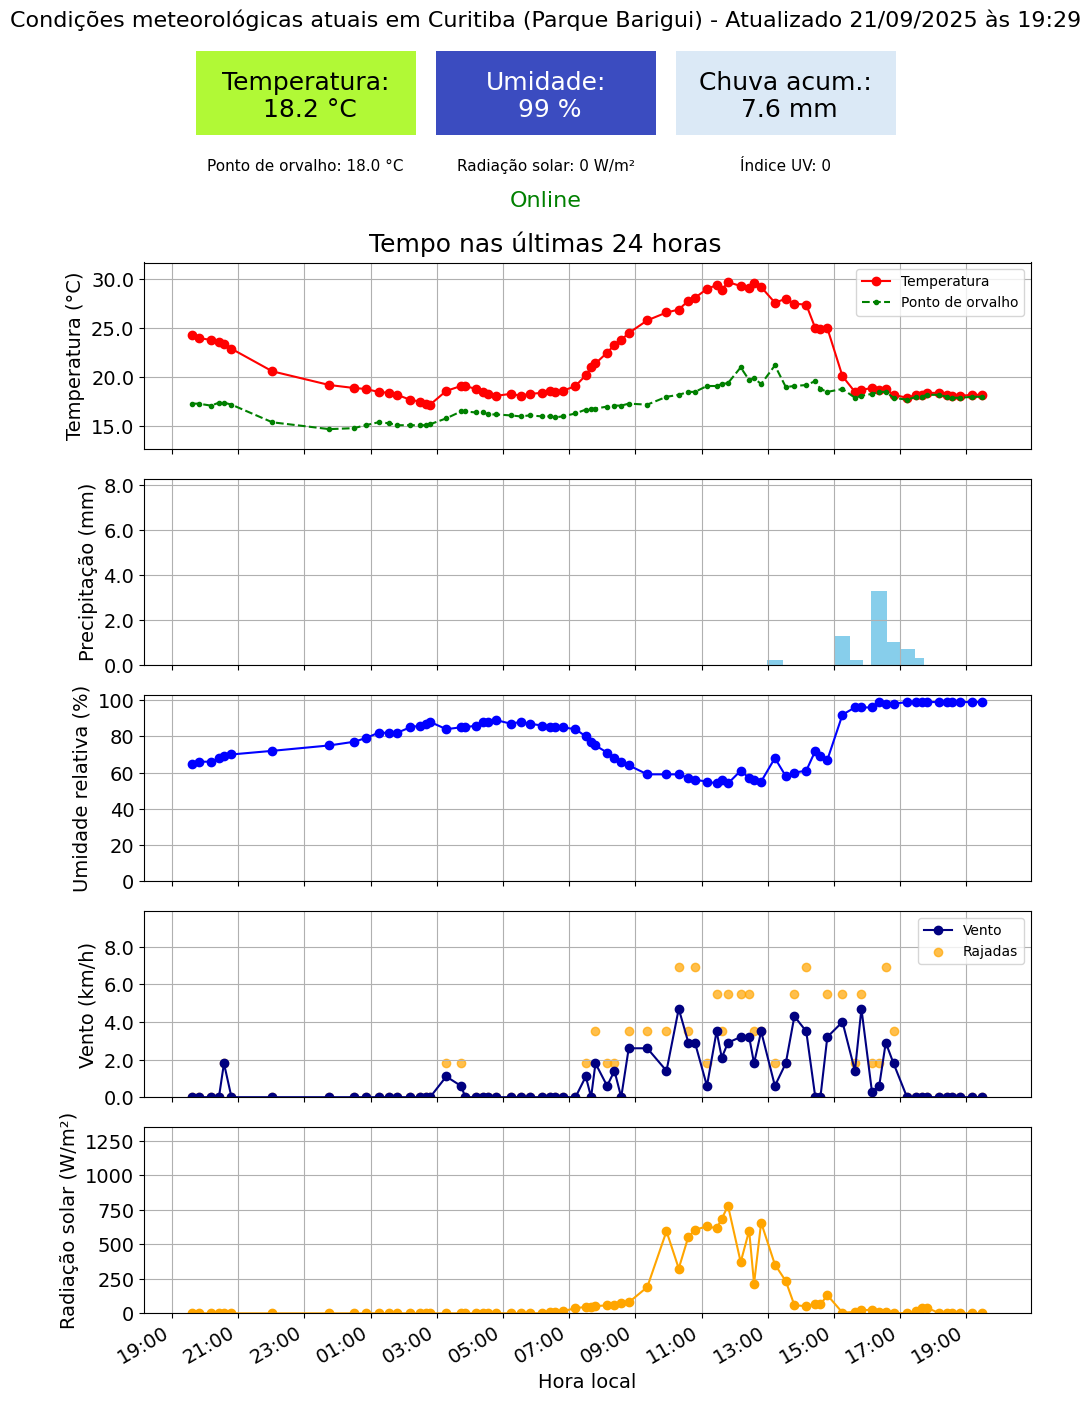 Condições meteorológicas atuais em Curitiba (Parque Barigui) - Atualizado 21/09/2025 às 19:29
Temperatura:
18.2 °C
Umidade:
99 %
Chuva acum.:
7.6 mm
Ponto de orvalho: 18.0 °C
Radiação solar: 0 W/m²
Índice UV: 0
Online
Tempo nas últimas 24 horas
Temperatura (°C)
30.0
25.0
20.0
15.0
Temperatura
Ponto de orvalho
Precipitação (mm)
8.0
6.0
4.0
2.0
0.0
Umidade relativa (%)
100
80
60
40
20
0
Vento (km/h)
8.0
6.0
4.0
2.0
0.0
Vento
Rajadas
Radiação solar (W/m²)
1250
1000
750
500
250
0
19:00
21:00
23:00
01:00
03:00
05:00
07:00
09:00
11:00
13:00
15:00
17:00
19:00
Hora local